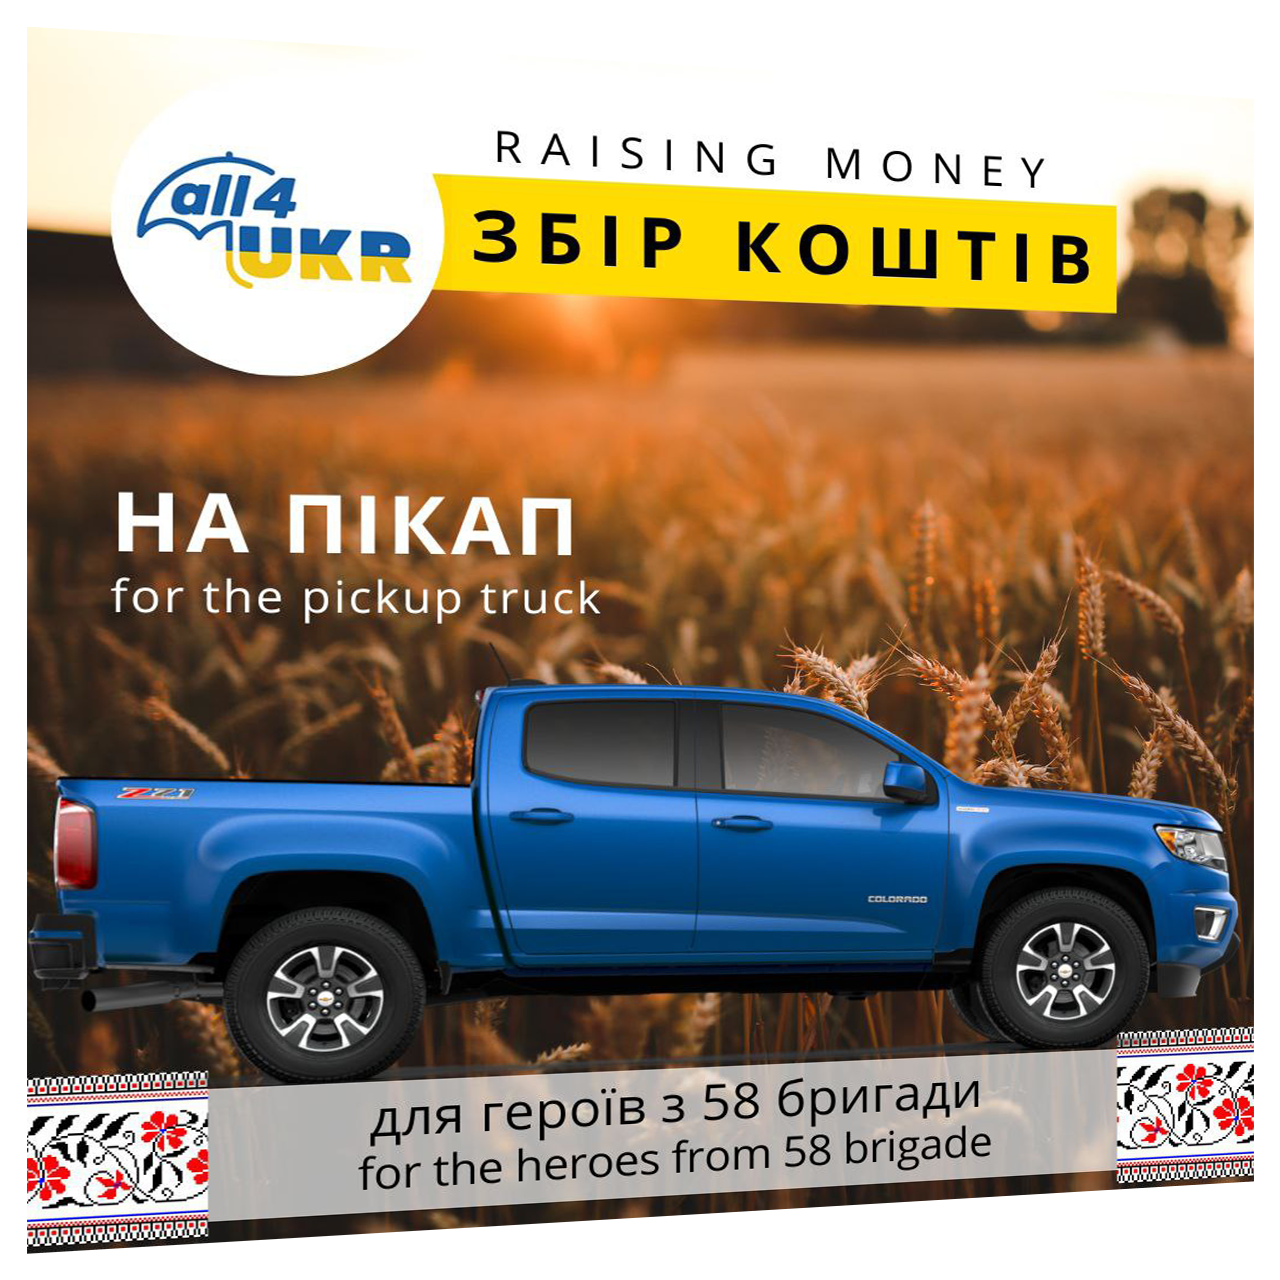 all4
UKR
RAISING MONEY
ЗБІР КОШТІВ
НА ПІКАП
for the pickup truck
Z71
COLORADO
для героїв з 58 бригади
for the heroes from 58 brigade